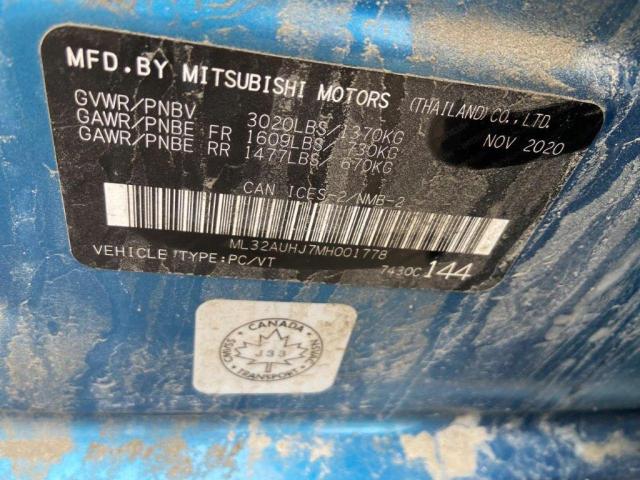 MFD.BY MITSUBISHI MOTORS (THAILAND) CO., LTD.
NOV 2020
GVWR/PNBV 3020LBS/1370KG
GAWR/PNBE FR 1609LBS/730KG
GAWR/PNBE RR 1477LBS/670KG
CAN ICES-2/NMB-2
ML32AUHJ7MH001778
VEHICLE/TYPE:PC/VT 7430C 144
CANADA
J33
TRANSPORT